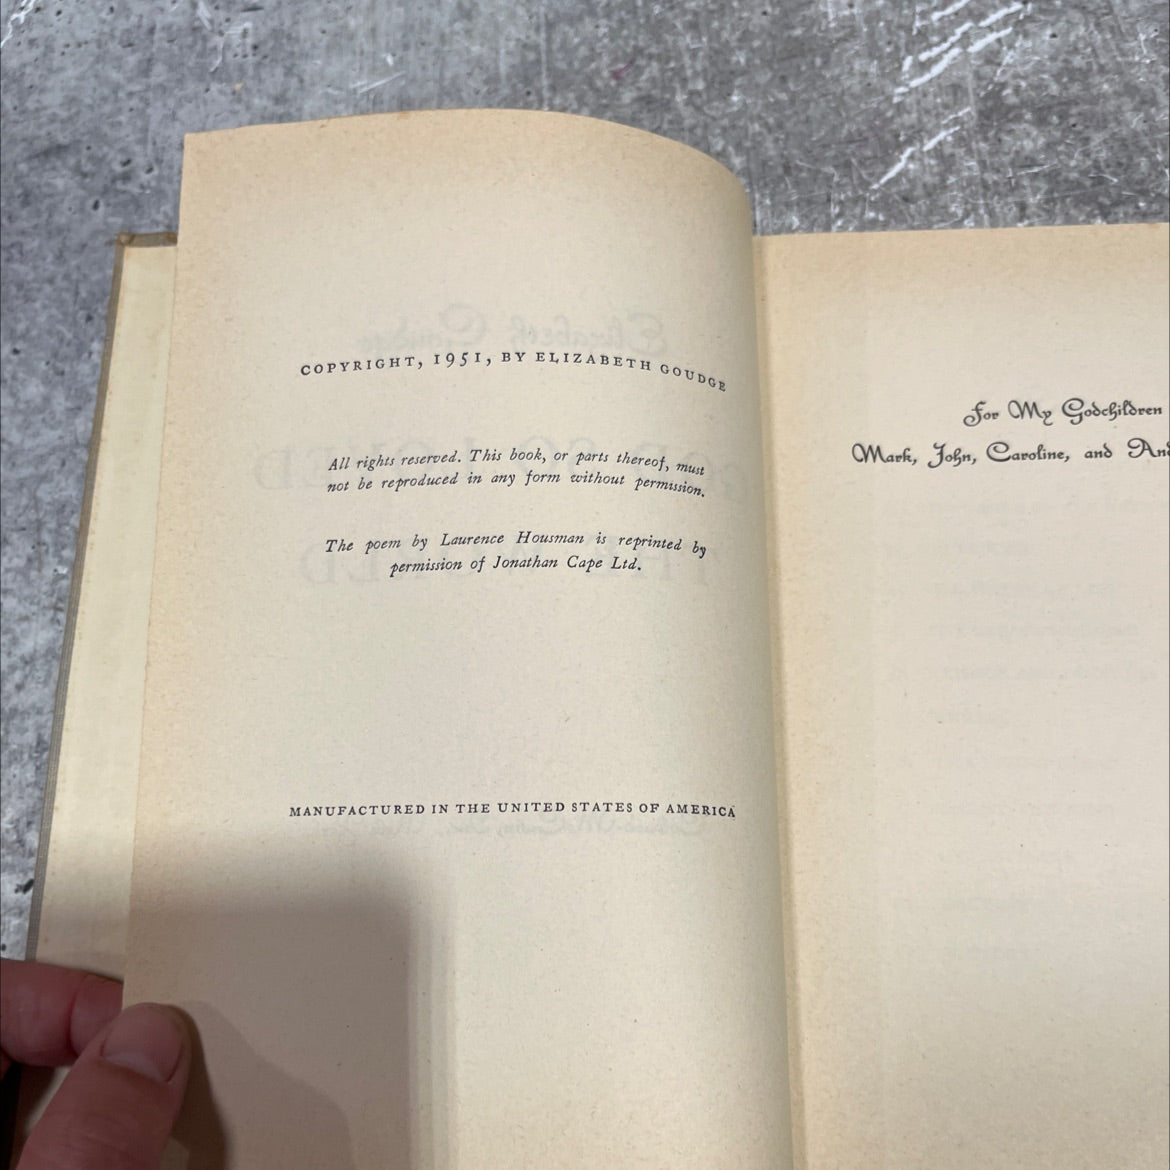 COPYRIGHT, 1951, BY ELIZABETH GOUDGE
All rights reserved. This book, or parts thereof, must
not be reproduced in any form without permission.
The poem by Laurence Housman is reprinted by
permission of Jonathan Cape Ltd.
MANUFACTURED IN THE UNITED STATES OF AMERICA
For My Godchildren
Mark, John, Caroline, and